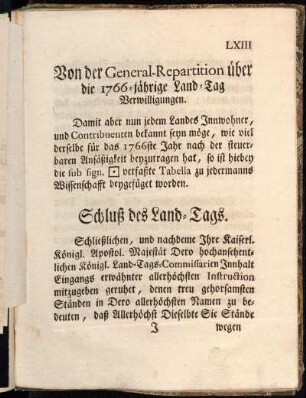 LXIII
Von der General-Repartition über
die 1766-jährige Land-Tag
Verwilligungen.
Damit aber nun jedem Landes Innwohner,
und Contribuenten bekannt seyn möge, wie viel
derselbe für das 1766ste Jahr nach der steuer-
baren Ansäßigkeit beyzutragen hat, so ist hiebey
die sub sign. ⊡ verfaßte Tabella zu jedermanns
Wissenschafft beygefüget worden.
Schluß des Land-Tags.
Schließlichen, und nachdeme Ihre Kaiserl.
Königl. Apostol. Majestät Dero hochansehent-
lichen Königl. Land-Tags-Commissarien Innhalt
Eingangs erwähnter allerhöchsten Instruction
mitzugeben geruhet, denen treu gehorsamsten
Ständen in Dero allerhöchsten Namen zu be-
deuten, daß Allerhöchst Dieselbte Sie Stände
J wegen